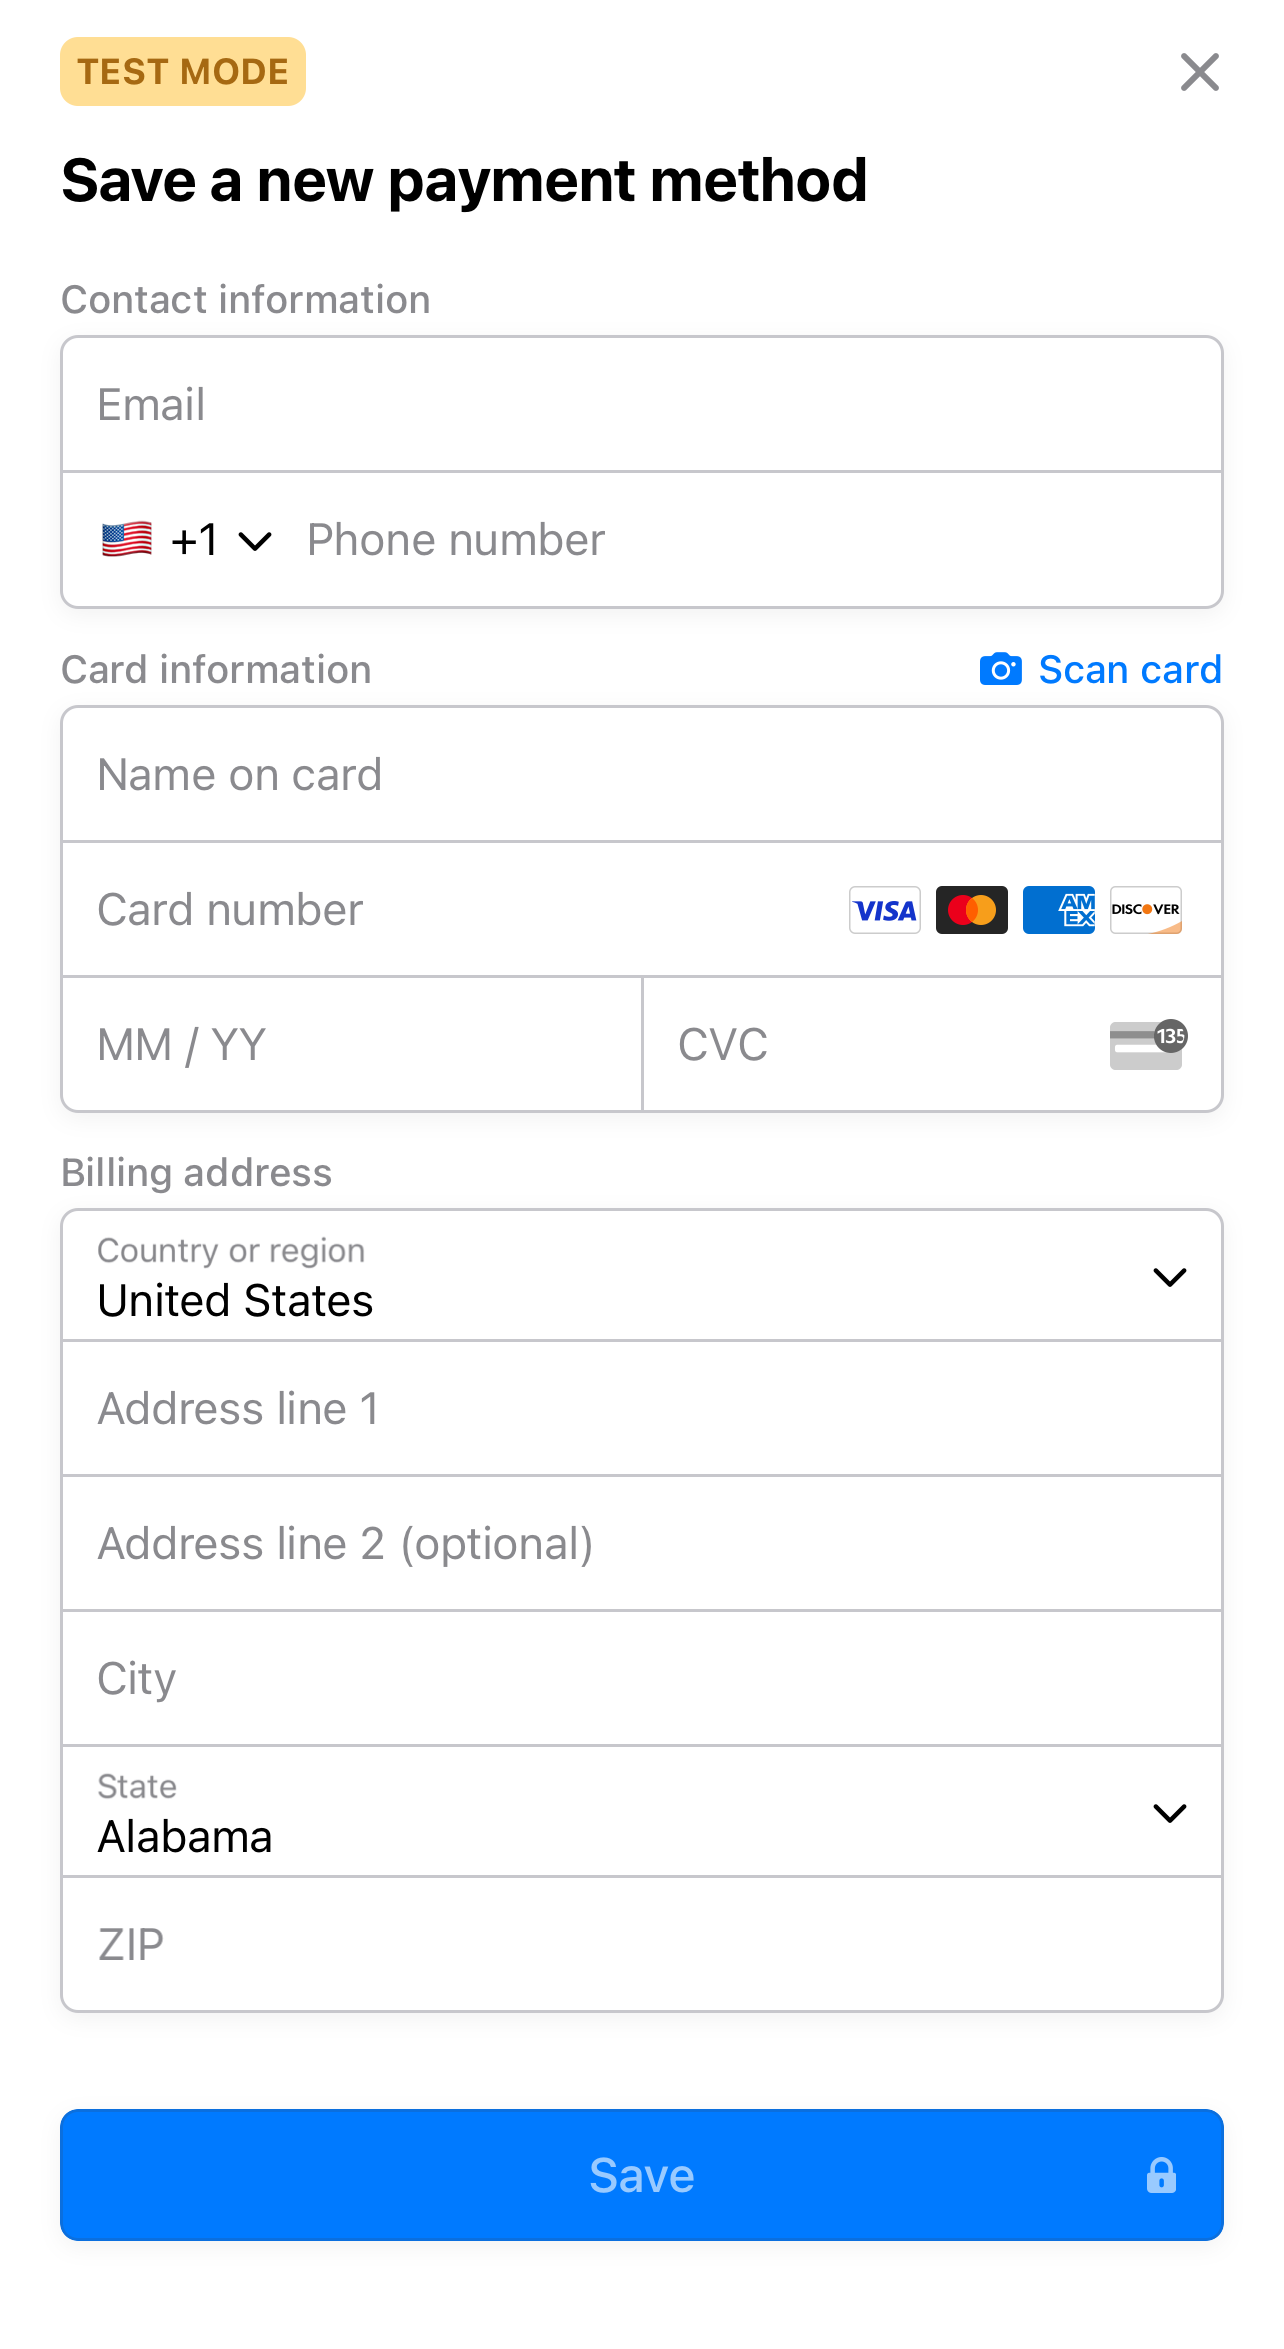 TEST MODE
Save a new payment method
Contact information
Email
+1 Phone number
Card information Scan card
Name on card
Card number VISA AM EX DISCOVER
MM / YY CVC 135
Billing address
Country or region
United States
Address line 1
Address line 2 (optional)
City
State
Alabama
ZIP
Save